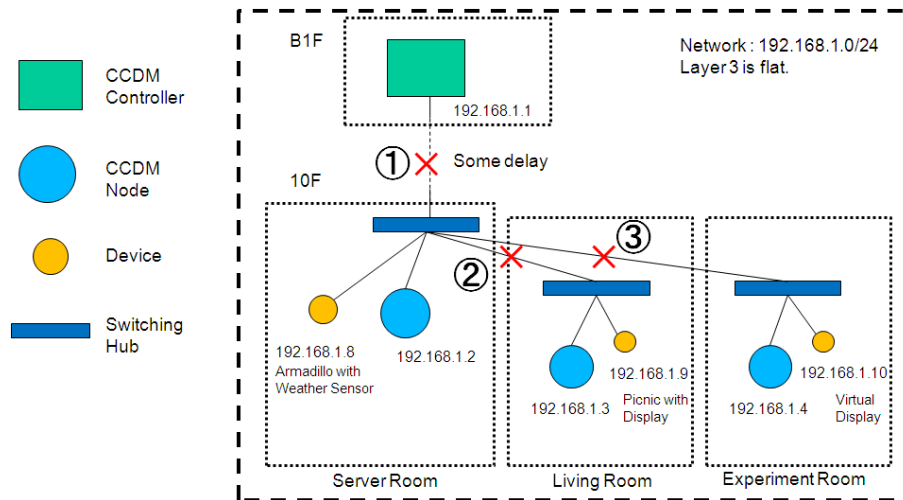 CCDM
Controller
CCDM
Node
Device
Switching
Hub
B1F
Network : 192.168.1.0/24
Layer 3 is flat.
192.168.1.1
①
Some delay
10F
②
③
192.168.1.8
Armadillo with
Weather Sensor
192.168.1.2
192.168.1.3
192.168.1.9
Picnic with
Display
192.168.1.4
192.168.1.10
Virtual
Display
Server Room
Living Room
Experiment Room